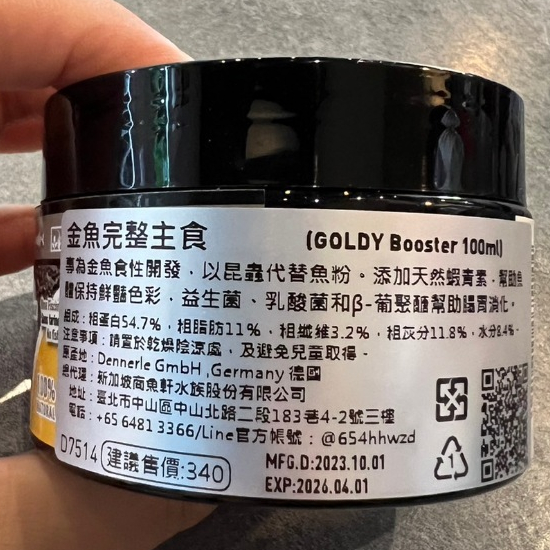 金魚完整主食 (GOLDY Booster 100ml)
專為金魚食性開發，以昆蟲代替魚粉。添加天然蝦青素，幫助魚
體保持鮮豔色彩，益生菌、乳酸菌和β-葡聚醣幫助腸胃消化。
組成：粗蛋白54.7%，粗脂肪11%，粗纖維3.2%，粗灰分11.8%，水分8.4%。
注意事項：請置於乾燥陰涼處，及避免兒童取得。
原產地：Dennerle GmbH ,Germany 德國
總代理：新加坡商魚軒水族股份有限公司
地址：臺北市中山區中山北路二段183巷4-2號三樓
電話：+65 6481 3366/Line官方帳號：@654hhwzd
D7514 建議售價:340
MFG.D:2023.10.01
EXP:2026.04.01
1
100%